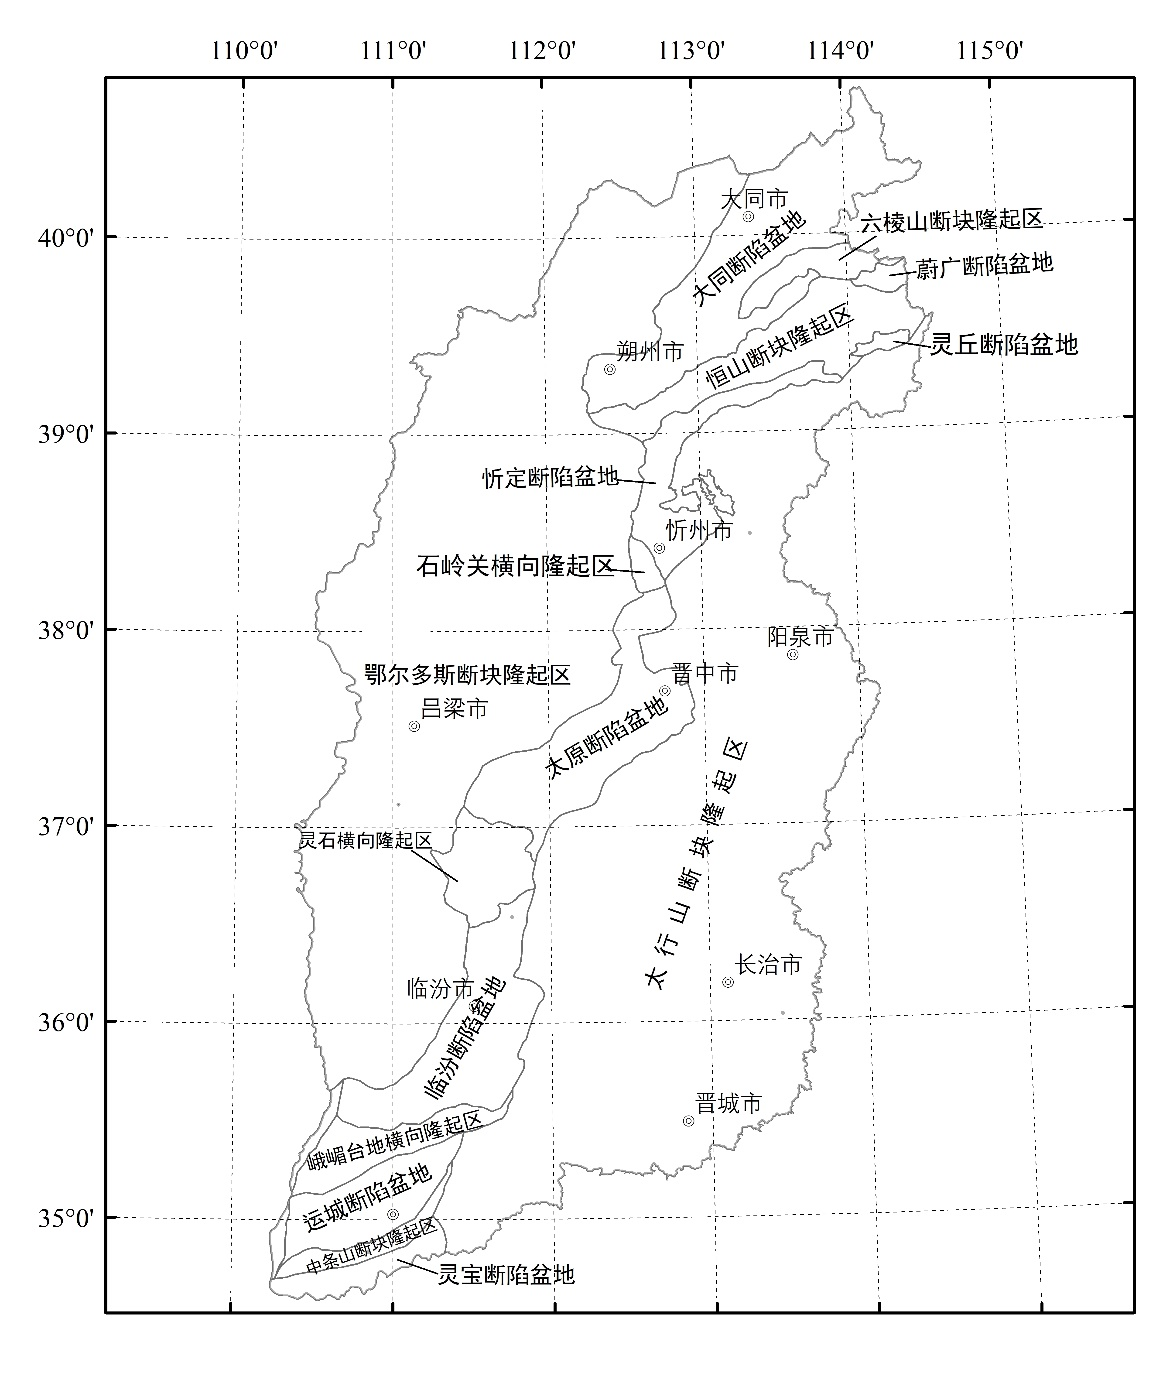 110°0'
111°0'
112°0'
113°0'
114°0'
115°0'
大同市
六棱山断块隆起区
40°0'
大同断陷盆地
蔚广断陷盆地
恒山断块隆起区
灵丘断陷盆地
朔州市
39°0'
忻定断陷盆地
忻州市
石岭关横向隆起区
38°0'
阳泉市
鄂尔多斯断块隆起区
晋中市
吕梁市
太原断陷盆地
太行山断块隆起区
37°0'
灵石横向隆起区
长治市
临汾市
临汾断陷盆地
36°0'
晋城市
峨嵋台地横向隆起区
运城断陷盆地
35°0'
中条山断块隆起区
灵宝断陷盆地